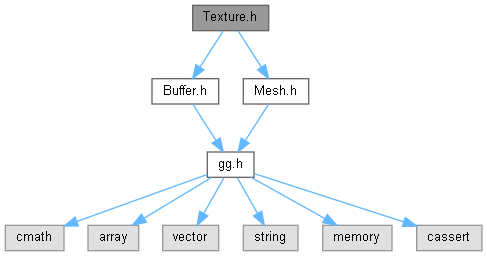 Texture.h
Buffer.h
Mesh.h
gg.h
cmath
array
vector
string
memory
cassert